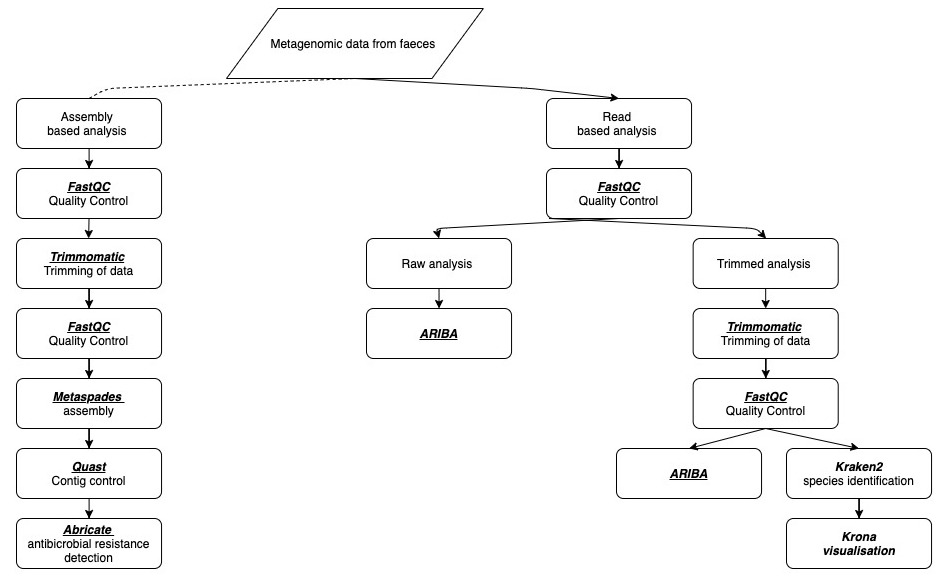 Metagenomic data from faeces
Assembly
based analysis
FastQC
Quality Control
Trimmomatic
Trimming of data
FastQC
Quality Control
Metaspades
assembly
Quast
Contig control
Abricate
antibicrobial resistance
detection
Read
based analysis
FastQC
Quality Control
Raw analysis
ARIBA
Trimmed analysis
Trimmomatic
Trimming of data
FastQC
Quality Control
ARIBA
Kraken2
species identification
Krona
visualisation